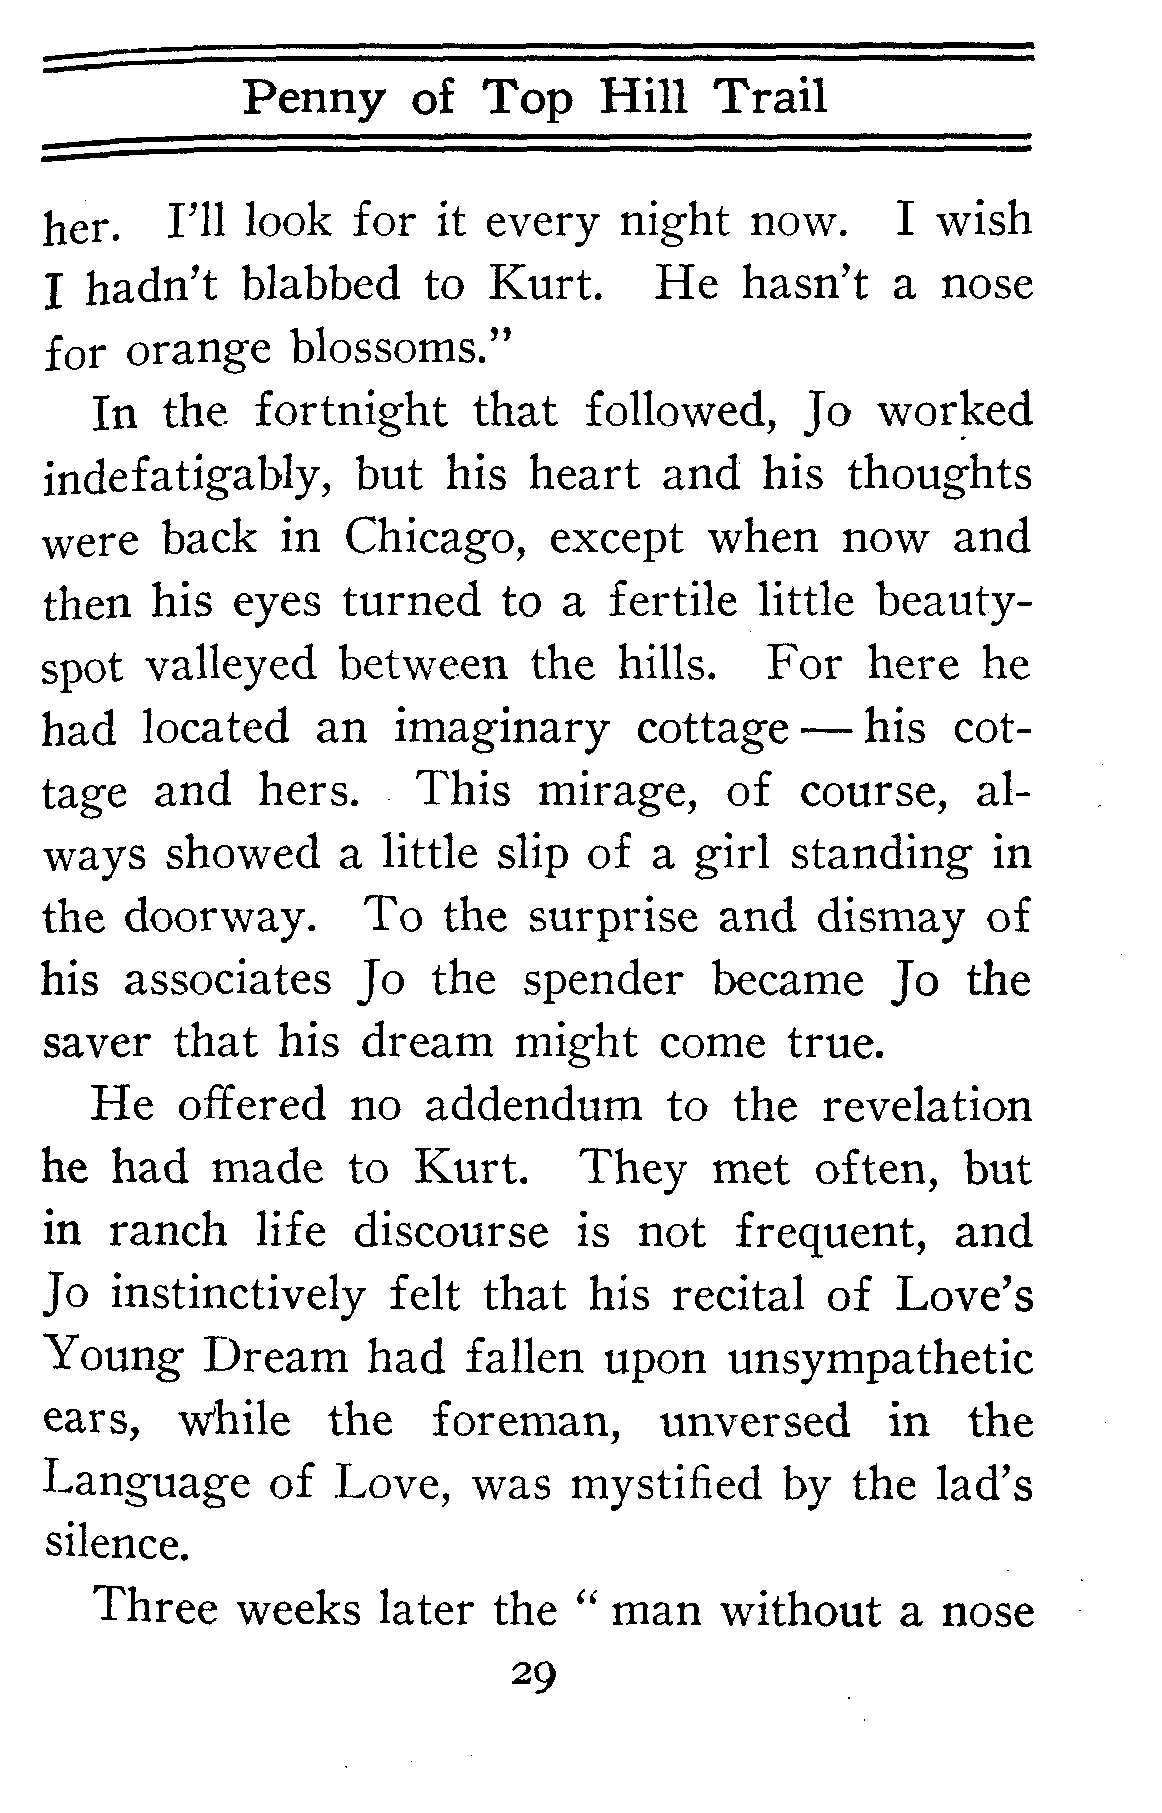 Penny of Top Hill Trail
her. I'll look for it every night now. I wish
I hadn't blabbed to Kurt. He hasn't a nose
for orange blossoms."
In the fortnight that followed, Jo worked
indefatigably, but his heart and his thoughts
were back in Chicago, except when now and
then his eyes turned to a fertile little beauty-
spot valleyed between the hills. For here he
had located an imaginary cottage — his cot-
tage and hers. This mirage, of course, al-
ways showed a little slip of a girl standing in
the doorway. To the surprise and dismay of
his associates Jo the spender became Jo the
saver that his dream might come true.
He offered no addendum to the revelation
he had made to Kurt. They met often, but
in ranch life discourse is not frequent, and
Jo instinctively felt that his recital of Love's
Young Dream had fallen upon unsympathetic
ears, while the foreman, unversed in the
Language of Love, was mystified by the lad's
silence.
Three weeks later the " man without a nose
29